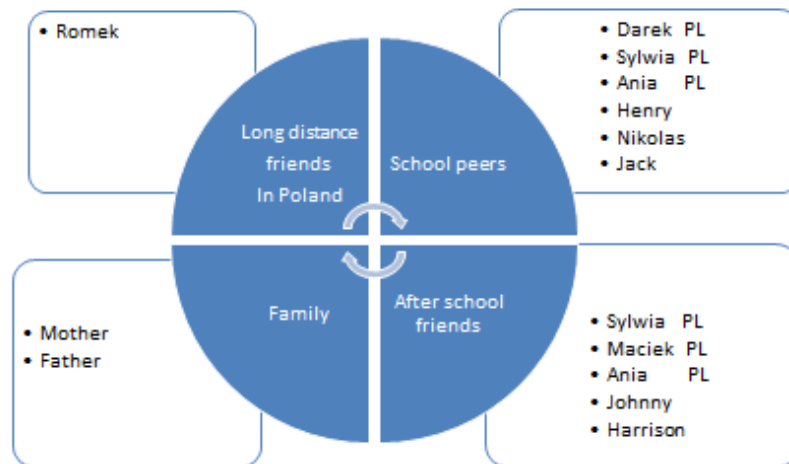 • Romek
• Darek PL
• Sylwia PL
• Ania PL
• Henry
• Nikolas
• Jack
Long distance
friends
In Poland
School peers
Family
After school
friends
• Mother
• Father
• Sylwia PL
• Maciek PL
• Ania PL
• Johnny
• Harrison